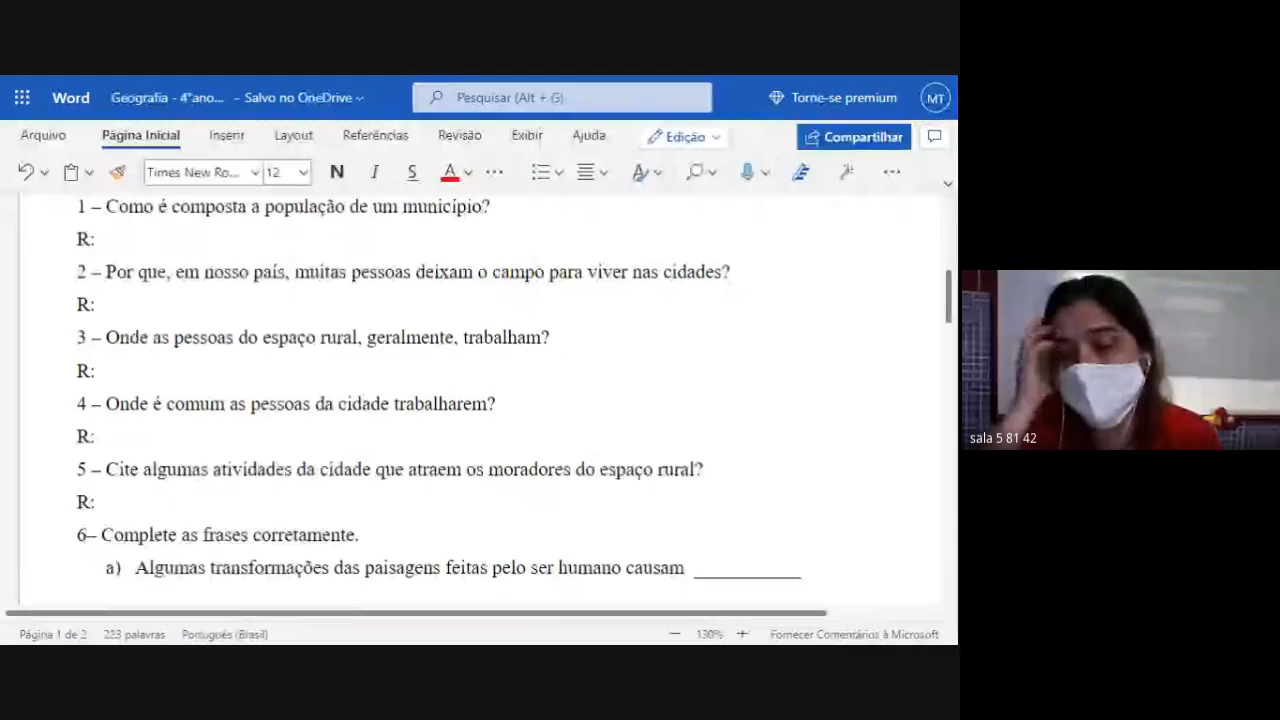 Word Geografia - 4°ano... - Salvo no OneDrive Pesquisar (Alt + G) Torne-se premium MT
Arquivo Página Inicial Inserir Layout Referências Revisão Exibir Ajuda Edição Compartilhar
Times New Ro... 12 N I S A
1 – Como é composta a população de um município?
R:
2 – Por que, em nosso país, muitas pessoas deixam o campo para viver nas cidades?
R:
3 – Onde as pessoas do espaço rural, geralmente, trabalham?
R:
4 – Onde é comum as pessoas da cidade trabalharem?
R:
5 – Cite algumas atividades da cidade que atraem os moradores do espaço rural?
R:
6– Complete as frases corretamente.
a) Algumas transformações das paisagens feitas pelo ser humano causam ___________
Página 1 de 2 223 palavras Português (Brasil) 130% Fornecer Comentários à Microsoft
sala 5 81 42